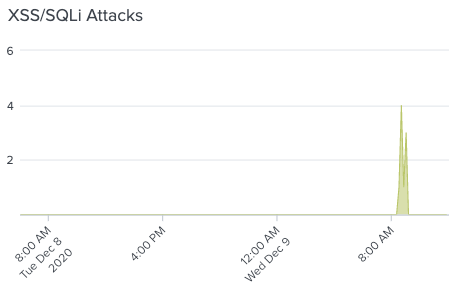 XSS/SQLi Attacks
6
4
2
8:00 AM
Tue Dec 8
2020
4:00 PM
12:00 AM
Wed Dec 9
8:00 AM